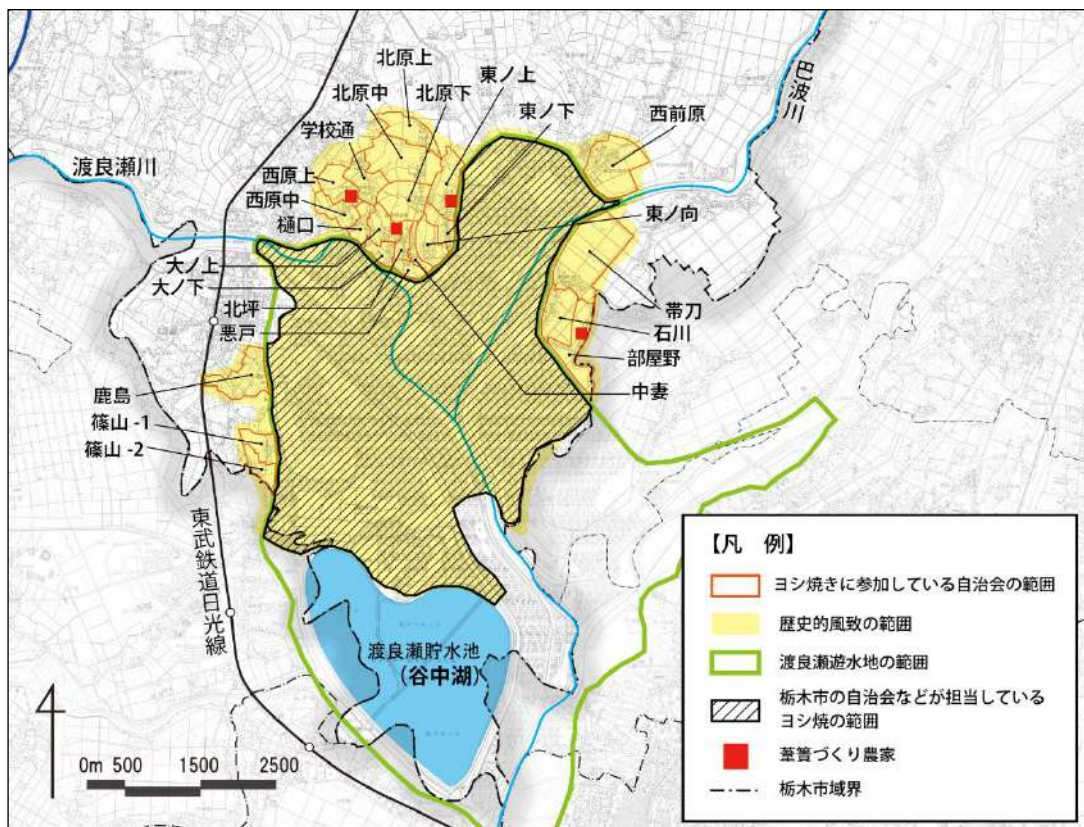 北原上
北原中
北原下
東ノ上
東ノ下
学校通
西前原
巴波川
渡良瀬川
西原上
西原中
樋口
東ノ向
大ノ上
大ノ下
北坪
悪戸
帯刀
石川
部屋野
中妻
鹿島
篠山 -1
篠山 -2
東武鉄道日光線
渡良瀬貯水池
（谷中湖）
0m 500 1500 2500
【凡 例】
ヨシ焼きに参加している自治会の範囲
歴史的風致の範囲
渡良瀬遊水地の範囲
栃木市の自治会などが担当している
ヨシ焼の範囲
葦簀づくり農家
栃木市域界